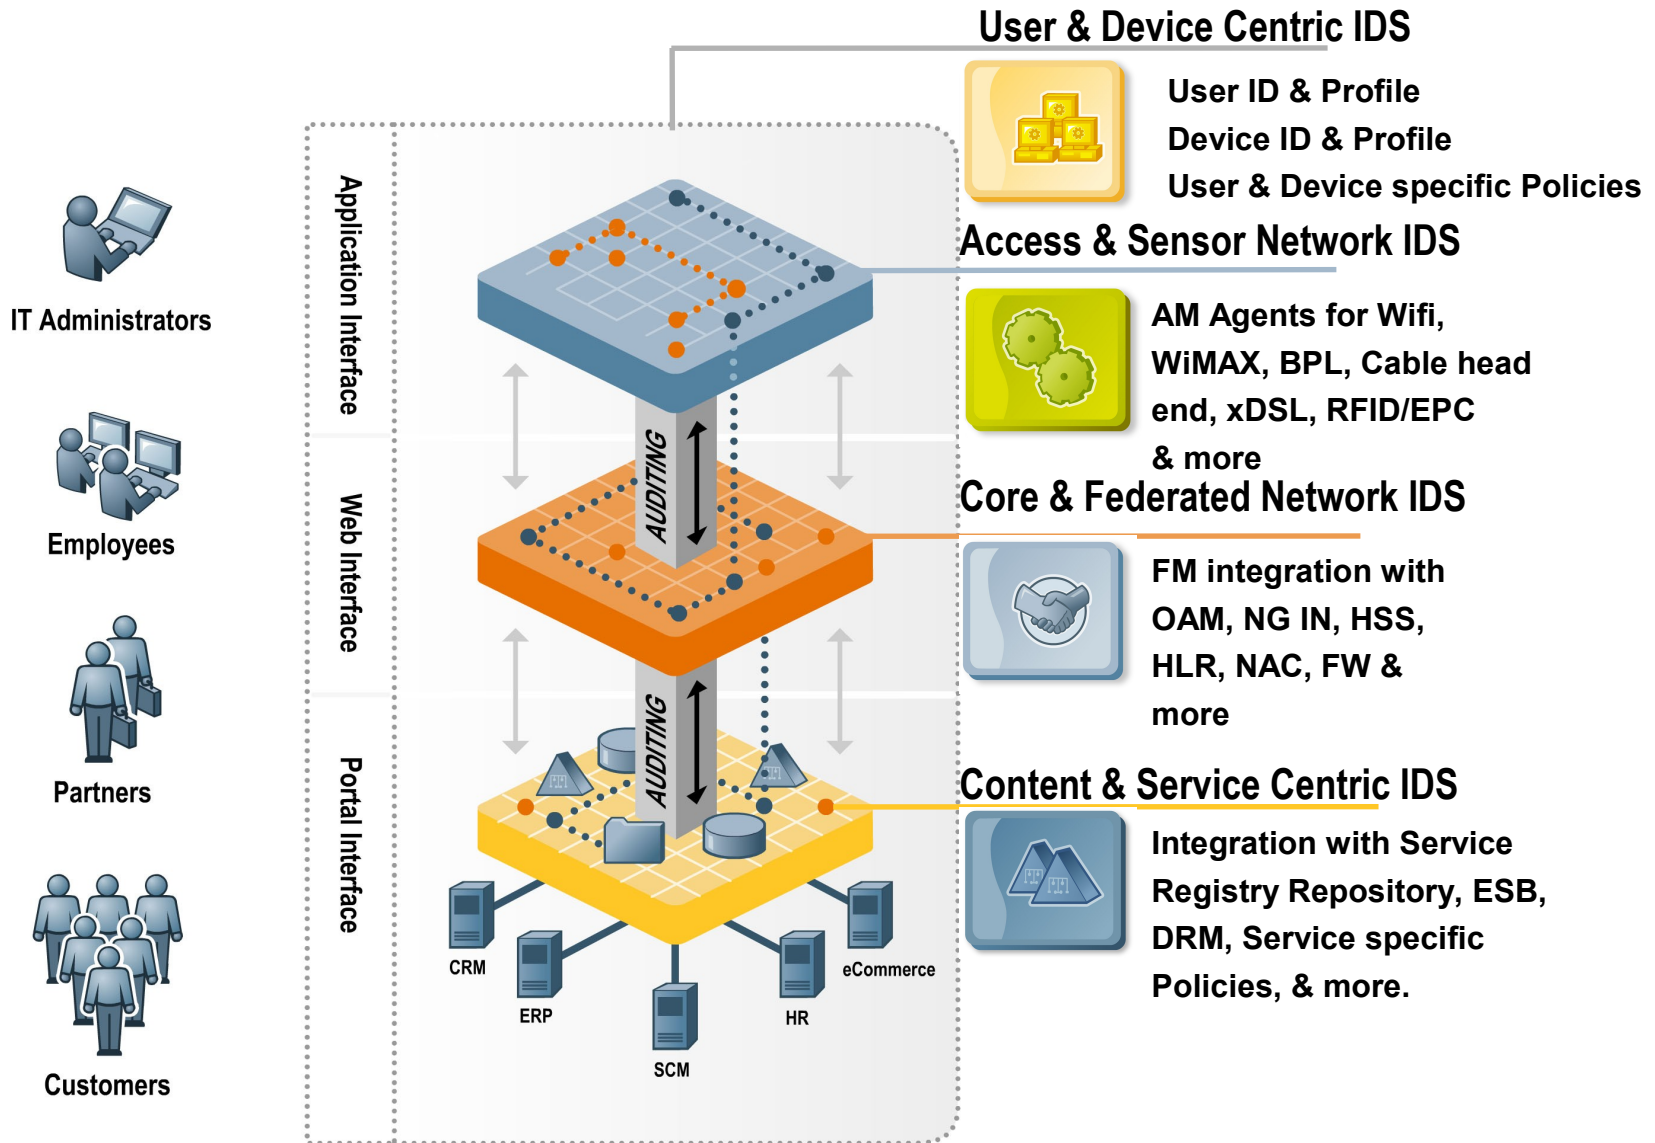 User & Device Centric IDS
User ID & Profile
Device ID & Profile
User & Device specific Policies
Access & Sensor Network IDS
AM Agents for Wifi,
WiMAX, BPL, Cable head
end, xDSL, RFID/EPC
& more
Core & Federated Network IDS
FM integration with
OAM, NG IN, HSS,
HLR, NAC, FW &
more
Content & Service Centric IDS
Integration with Service
Registry Repository, ESB,
DRM, Service specific
Policies, & more.
IT Administrators
Employees
Partners
Customers
Application Interface
Web Interface
Portal Interface
AUDITING
AUDITING
CRM
ERP
SCM
HR
eCommerce